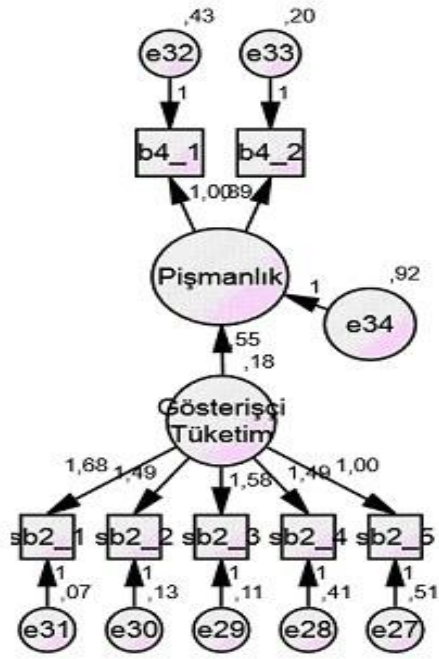 ,43 ,20
e32 e33
1 1
b4_1 b4_2
1,00 ,89
Pişmanlık
,92
1
e34
,55
,18
Gösterişçi
Tüketim
1,68 1,49 1,58 1,49 1,00
sb2_1 sb2_2 sb2_3 sb2_4 sb2_5
1 1 1 1 1
,07 ,13 ,11 ,41 ,51
e31 e30 e29 e28 e27